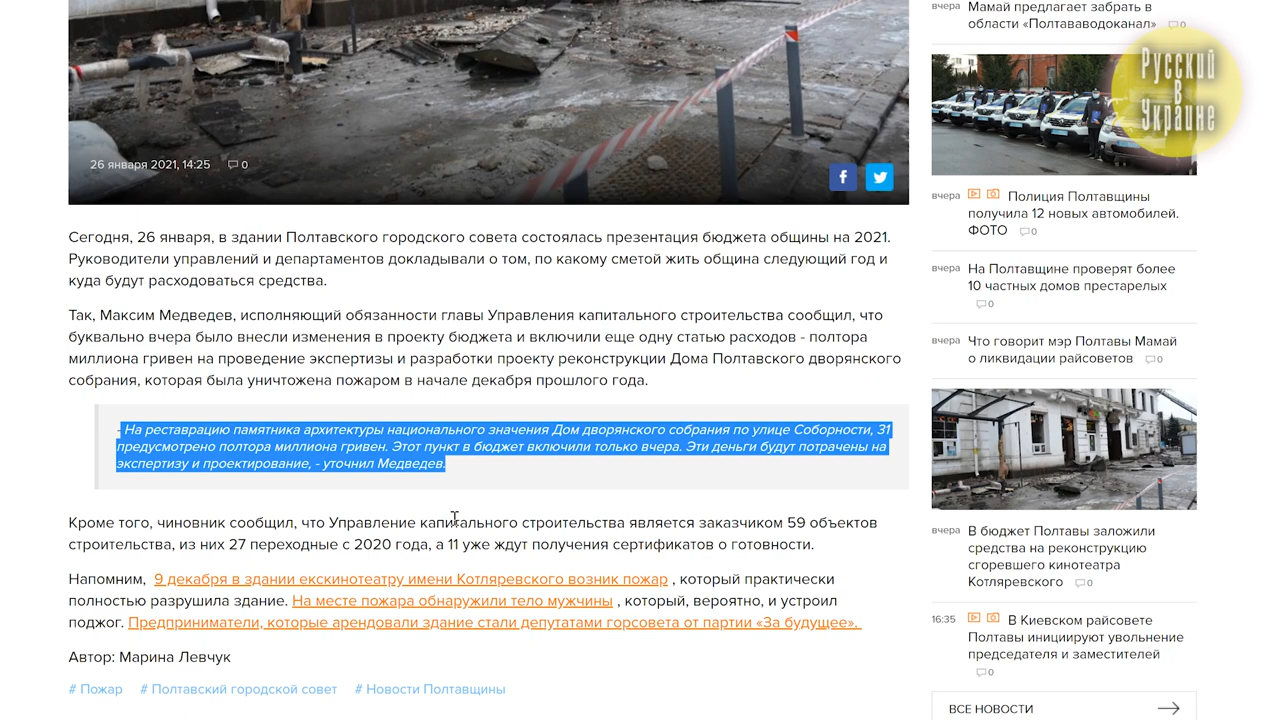 26 января 2021, 14:25 0
Сегодня, 26 января, в здании Полтавского городского совета состоялась презентация бюджета общины на 2021.
Руководители управлений и департаментов докладывали о том, по какому сметой жить община следующий год и
куда будут расходоваться средства.
Так, Максим Медведев, исполняющий обязанности главы Управления капитального строительства сообщил, что
буквально вчера было внесли изменения в проекту бюджета и включили еще одну статью расходов - полтора
миллиона гривен на проведение экспертизы и разработки проекту реконструкции Дома Полтавского дворянского
собрания, которая была уничтожена пожаром в начале декабря прошлого года.
- На реставрацию памятника архитектуры национального значения Дом дворянского собрания по улице Соборности, 31
предусмотрено полтора миллиона гривен. Этот пункт в бюджет включили только вчера. Эти деньги будут потрачены на
экспертизу и проектирование, - уточнил Медведев.
Кроме того, чиновник сообщил, что Управление капитального строительства является заказчиком 59 объектов
строительства, из них 27 переходные с 2020 года, а 11 уже ждут получения сертификатов о готовности.
Напомним, 9 декабря в здании екскинотеатру имени Котляревского возник пожар , который практически
полностью разрушила здание. На месте пожара обнаружили тело мужчины , который, вероятно, и устроил
поджог. Предприниматели, которые арендовали здание стали депутатами горсовета от партии «За будущее».
Автор: Марина Левчук
# Пожар # Полтавский городской совет # Новости Полтавщины
вчера Мамай предлагает забрать в
области «Полтававодоканал» 0
Русский
в
Украине
вчера Полиция Полтавщины
получила 12 новых автомобилей.
ФОТО 0
вчера На Полтавщине проверят более
10 частных домов престарелых
0
вчера Что говорит мэр Полтавы Мамай
о ликвидации райсоветов 0
вчера В бюджет Полтавы заложили
средства на реконструкцию
сгоревшего кинотеатра
Котляревского 0
16:35 В Киевском райсовете
Полтавы инициируют увольнение
председателя и заместителей
0
ВСЕ НОВОСТИ